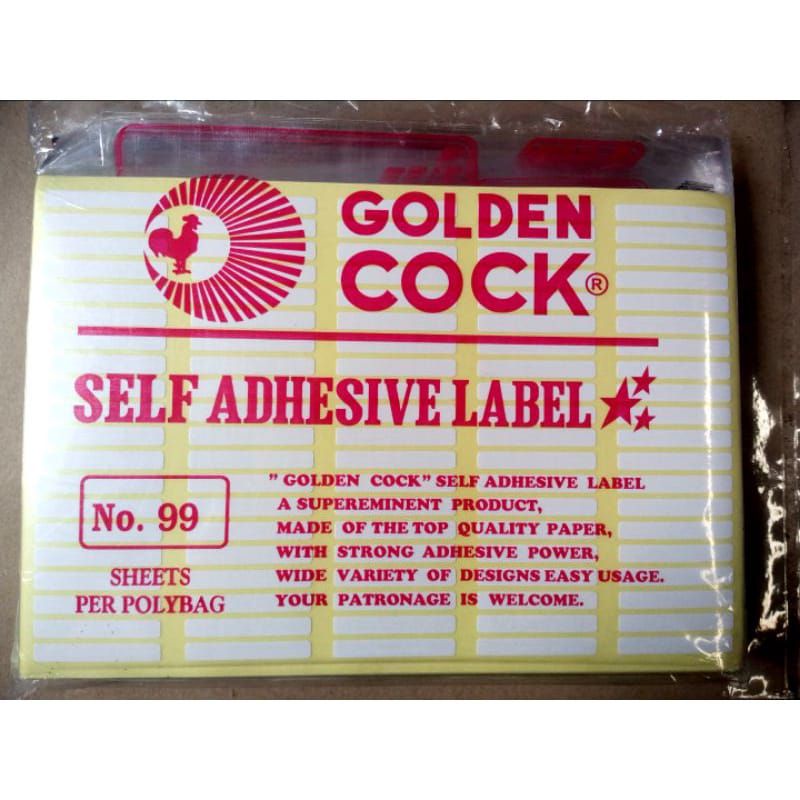 GOLDEN
COCK®
SELF ADHESIVE LABEL
No. 99
SHEETS
PER POLYBAG
" GOLDEN COCK" SELF ADHESIVE LABEL
A SUPEREMINENT PRODUCT,
MADE OF THE TOP QUALITY PAPER,
WITH STRONG ADHESIVE POWER,
WIDE VARIETY OF DESIGNS EASY USAGE.
YOUR PATRONAGE IS WELCOME.